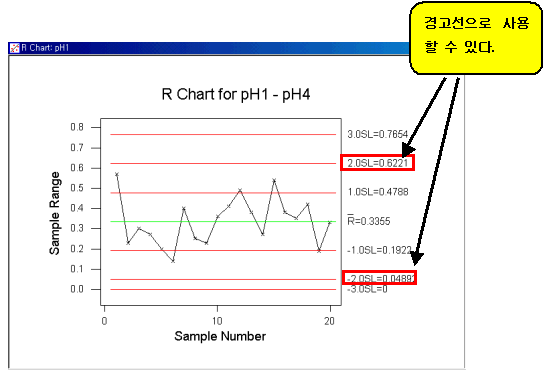 경고선으로 사용
할 수 있다.
R Chart: pH1
R Chart for pH1 - pH4
Sample Range
0.8
0.7
0.6
0.5
0.4
0.3
0.2
0.1
0.0
3.0SL=0.7654
2.0SL=0.6221
1.0SL=0.4788
R=0.3355
-1.0SL=0.1922
-2.0SL=0.04892
-3.0SL=0
0
10
20
Sample Number